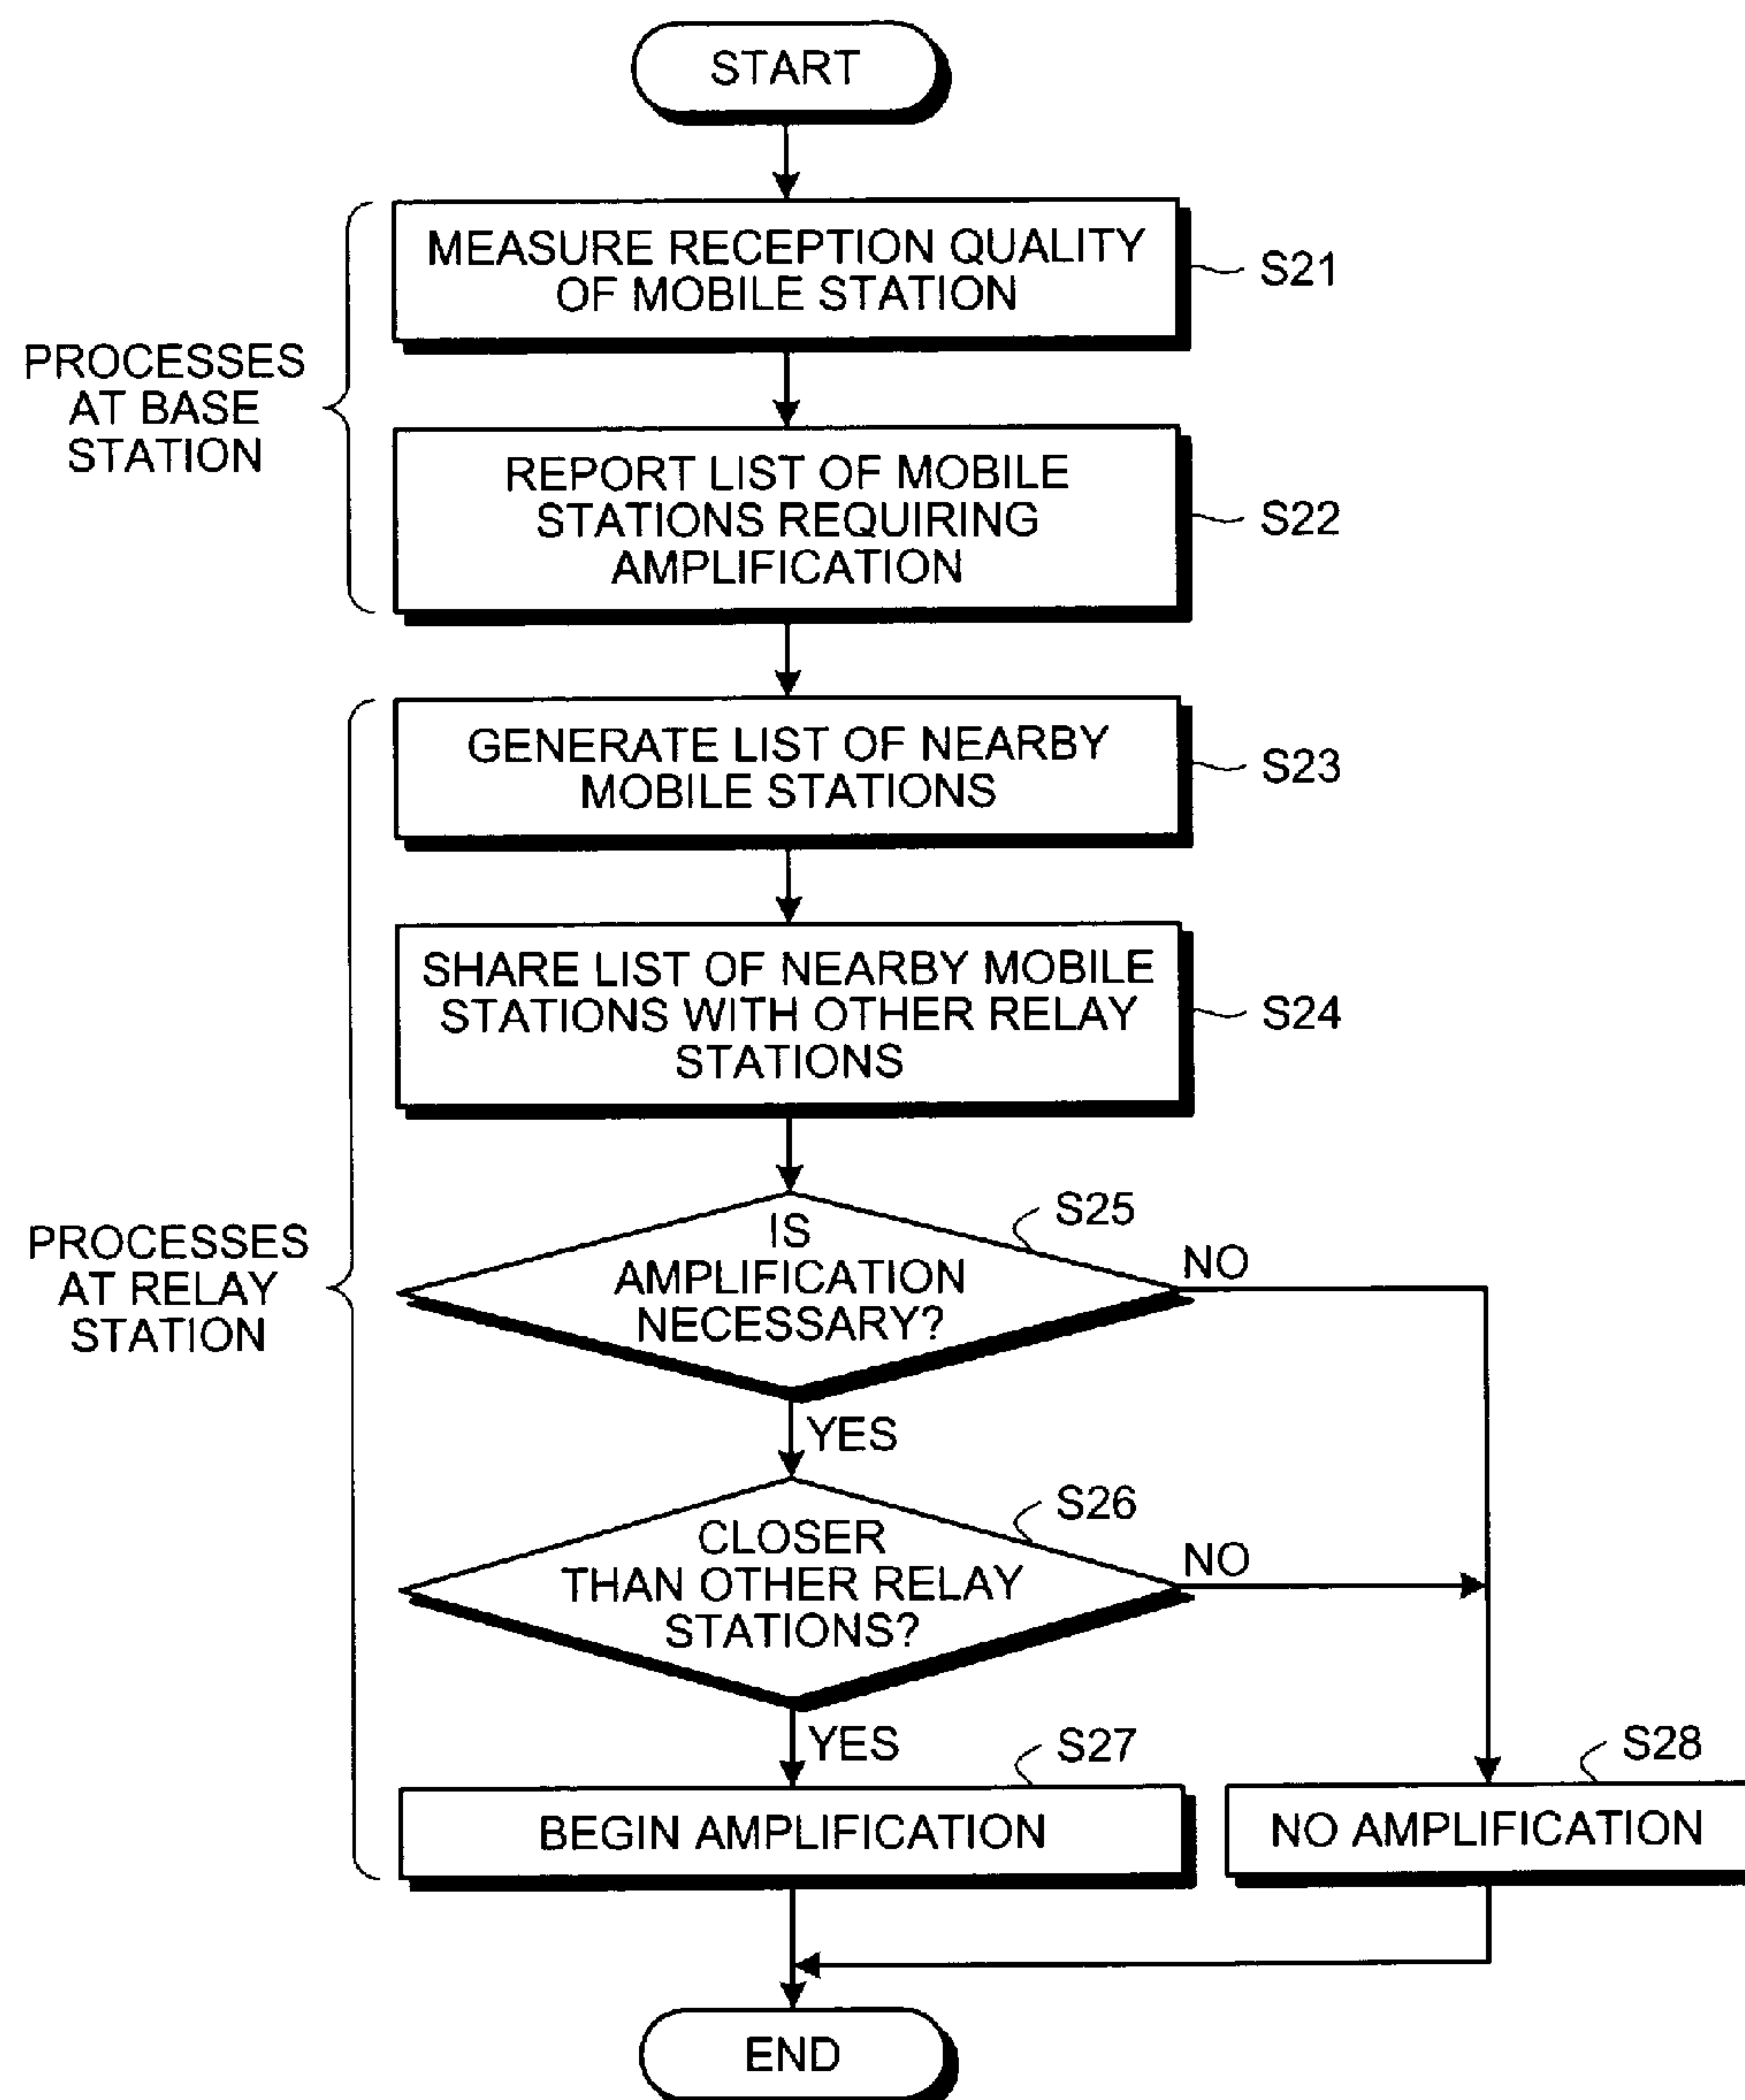 START
MEASURE RECEPTION QUALITY
OF MOBILE STATION
S21
PROCESSES
AT BASE
STATION
REPORT LIST OF MOBILE
STATIONS REQUIRING
AMPLIFICATION
S22
GENERATE LIST OF NEARBY
MOBILE STATIONS
S23
SHARE LIST OF NEARBY MOBILE
STATIONS WITH OTHER RELAY
STATIONS
S24
PROCESSES
AT RELAY
STATION
IS
AMPLIFICATION
NECESSARY?
S25
NO
YES
CLOSER
THAN OTHER RELAY
STATIONS?
S26
NO
YES
S27
BEGIN AMPLIFICATION
S28
NO AMPLIFICATION
END